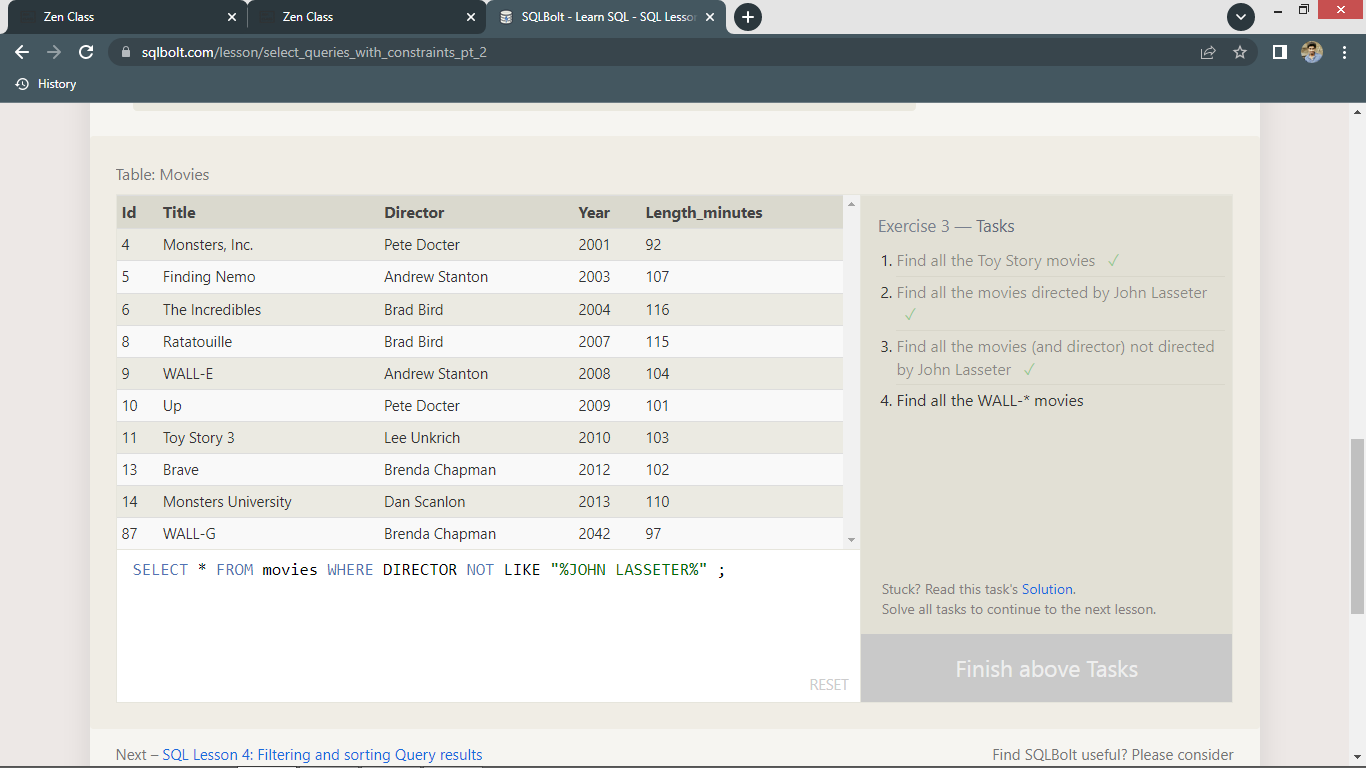 Zen Class
Zen Class
SQLBolt - Learn SQL - SQL Lesso
sqlbolt.com/lesson/select_queries_with_constraints_pt_2
History
Table: Movies
Id Title Director Year Length_minutes
4 Monsters, Inc. Pete Docter 2001 92
5 Finding Nemo Andrew Stanton 2003 107
6 The Incredibles Brad Bird 2004 116
8 Ratatouille Brad Bird 2007 115
9 WALL-E Andrew Stanton 2008 104
10 Up Pete Docter 2009 101
11 Toy Story 3 Lee Unkrich 2010 103
13 Brave Brenda Chapman 2012 102
14 Monsters University Dan Scanlon 2013 110
87 WALL-G Brenda Chapman 2042 97
SELECT * FROM movies WHERE DIRECTOR NOT LIKE "%JOHN LASSETER%" ;
RESET
Exercise 3 — Tasks
1. Find all the Toy Story movies ✓
2. Find all the movies directed by John Lasseter
✓
3. Find all the movies (and director) not directed
by John Lasseter ✓
4. Find all the WALL-* movies
Stuck? Read this task's Solution.
Solve all tasks to continue to the next lesson.
Finish above Tasks
Next – SQL Lesson 4: Filtering and sorting Query results
Find SQLBolt useful? Please consider